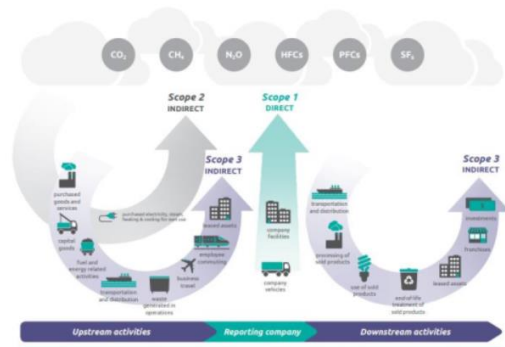 CO₂
CH₄
N₂O
HFCs
PFCs
SF₆
Scope 2
INDIRECT
Scope 1
DIRECT
Scope 3
INDIRECT
Scope 3
INDIRECT
purchased
goods and
services
capital
goods
fuel and
energy related
activities
transportation
and distribution
waste
generated in
operations
business
travel
employee
commuting
leased assets
purchased electricity, steam,
heating & cooling for own use
company
facilities
company
vehicles
transportation
and distribution
processing of
sold products
use of sold
products
end-of-life
treatment of
sold products
leased assets
franchises
investments
Upstream activities
Reporting company
Downstream activities